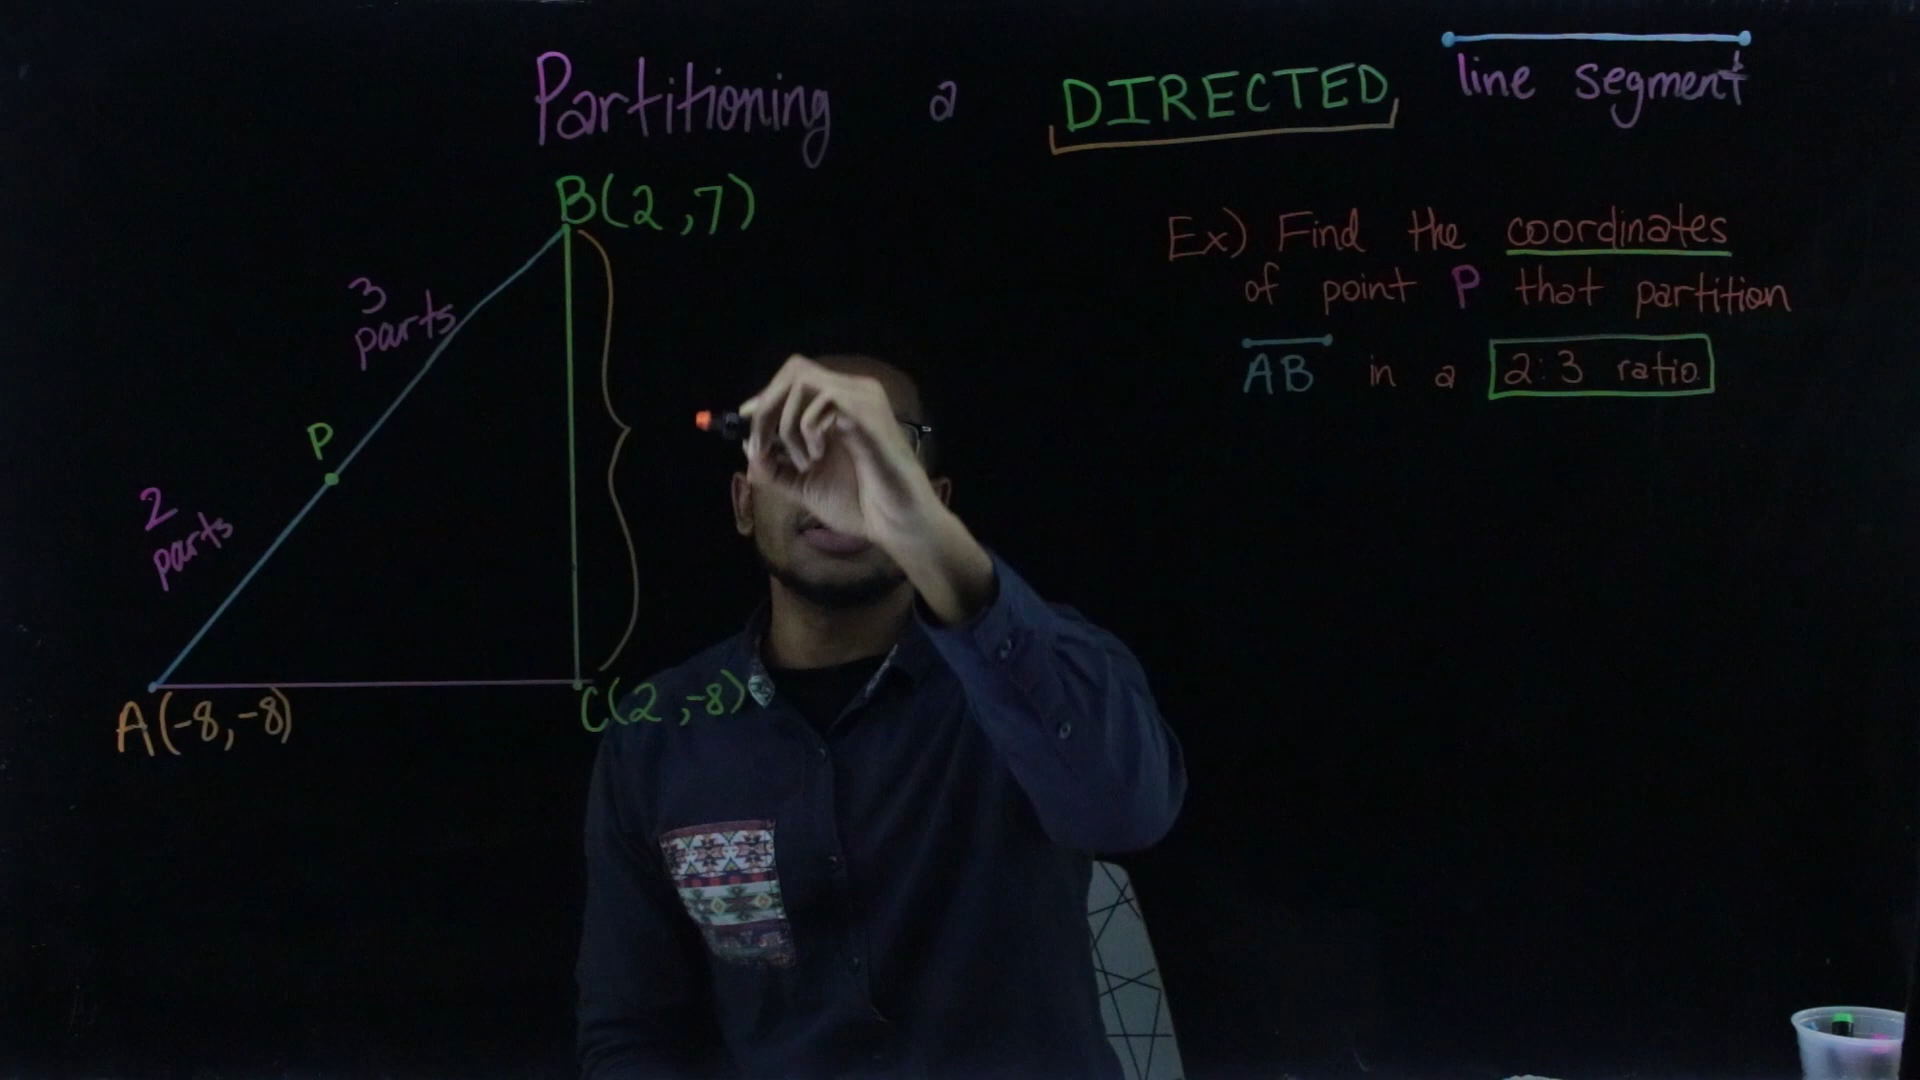 Partitioning a DIRECTED line segment
B(2,7)
3
parts
P
2
parts
A(-8,-8)
C(2,-8)
Ex) Find the coordinates
of point P that partition
AB in a 2:3 ratio